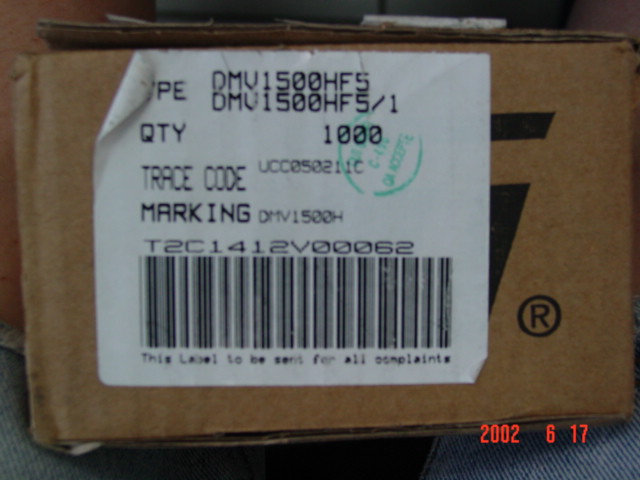 YPE DMV1500HF5
DMV1500HF5/1
QTY 1000
TRACE CODE UCC050211C
MARKING DMV1500H
T2C1412V00062
This Label to be sent for all complaints
®
2002 6 17